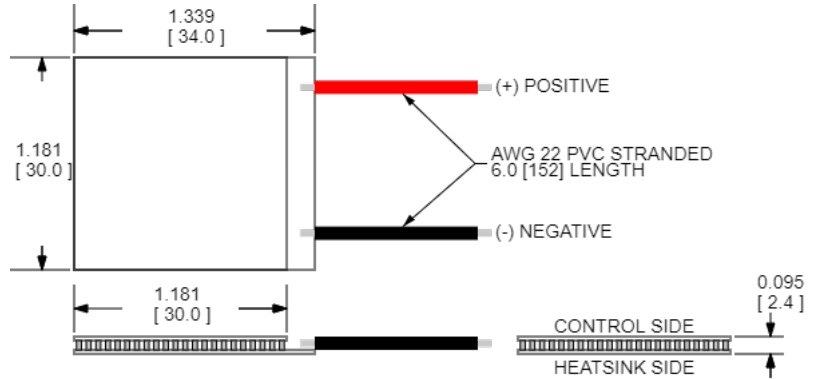 1.339
[ 34.0 ]
(+) POSITIVE
1.181
[ 30.0 ]
AWG 22 PVC STRANDED
6.0 [152] LENGTH
(-) NEGATIVE
1.181
[ 30.0 ]
0.095
[ 2.4 ]
CONTROL SIDE
HEATSINK SIDE